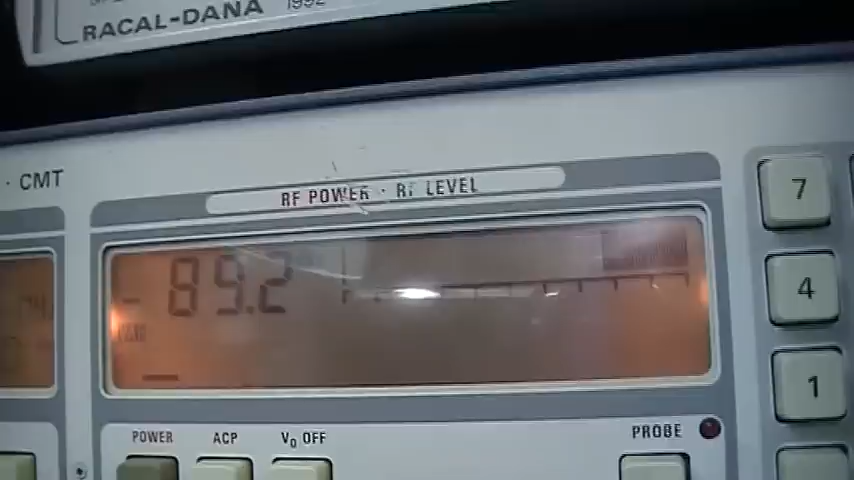 RACAL-DANA 1992
· CMT
RF POWER · RF LEVEL
- 89.2
7
4
1
POWER ACP V₀ OFF PROBE